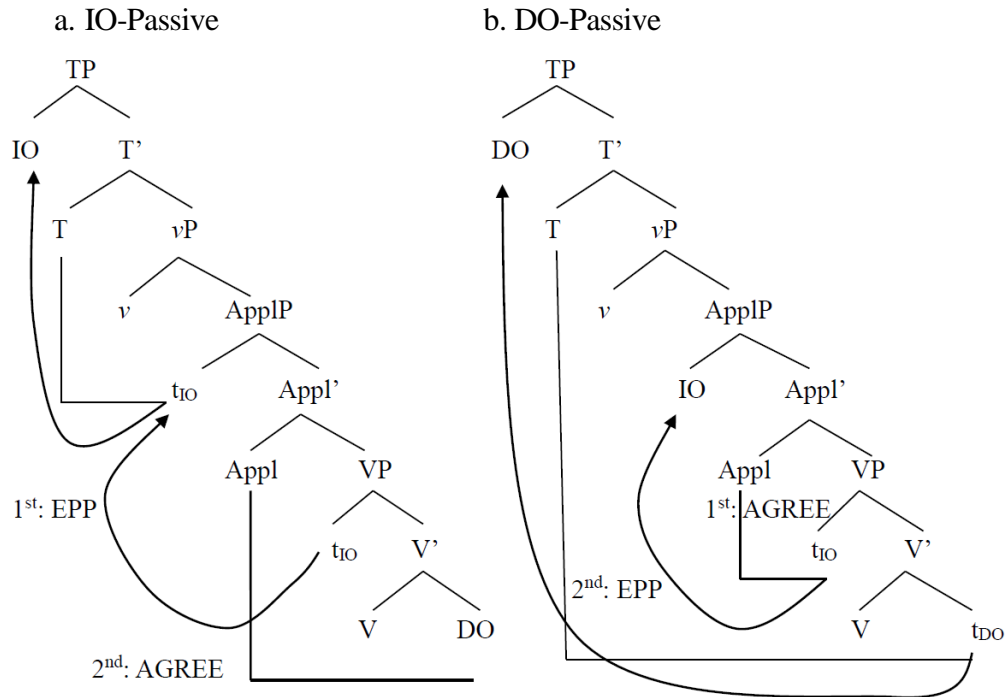 a. IO-Passive b. DO-Passive
TP TP
IO T’ DO T’
T vP T vP
v ApplP v ApplP
tIO Appl’ IO Appl’
Appl VP Appl VP
1st: EPP 1st: AGREE
tIO V’ tIO V’
2nd: EPP
V DO V tDO
2nd: AGREE